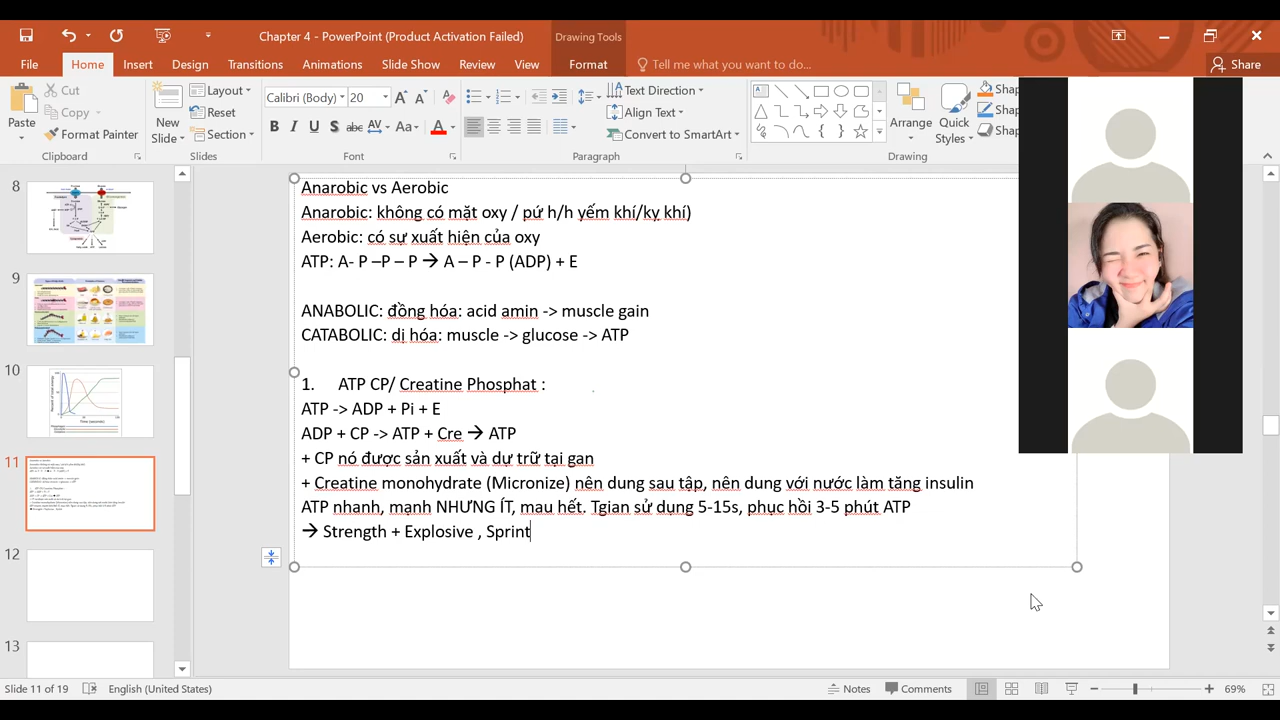 Chapter 4 - PowerPoint (Product Activation Failed)
Drawing Tools
File Home Insert Design Transitions Animations Slide Show Review View Format Tell me what you want to do... Share
Paste
Cut
Copy
Format Painter
Clipboard
New Slide
Layout
Reset
Section
Slides
Calibri (Body) 20
Font
Text Direction
Align Text
Convert to SmartArt
Paragraph
Arrange
Quick Styles
Drawing
8
9
10
11
12
13
Anarobic vs Aerobic
Anarobic: không có mặt oxy / pứ h/h yếm khí/kỵ khí)
Aerobic: có sự xuất hiện của oxy
ATP: A- P –P – P → A – P - P (ADP) + E
ANABOLIC: đồng hóa: acid amin -> muscle gain
CATABOLIC: dị hóa: muscle -> glucose -> ATP
1. ATP CP/ Creatine Phosphat :
ATP -> ADP + Pi + E
ADP + CP -> ATP + Cre → ATP
+ CP nó được sản xuất và dự trữ tại gan
+ Creatine monohydrate (Micronize) nên dung sau tập, nên dung với nước làm tăng insulin
ATP nhanh, mạnh NHƯNG ÍT, mau hết. Tgian sử dụng 5-15s, phục hồi 3-5 phút ATP
→ Strength + Explosive , Sprint
Slide 11 of 19 English (United States) Notes Comments 69%